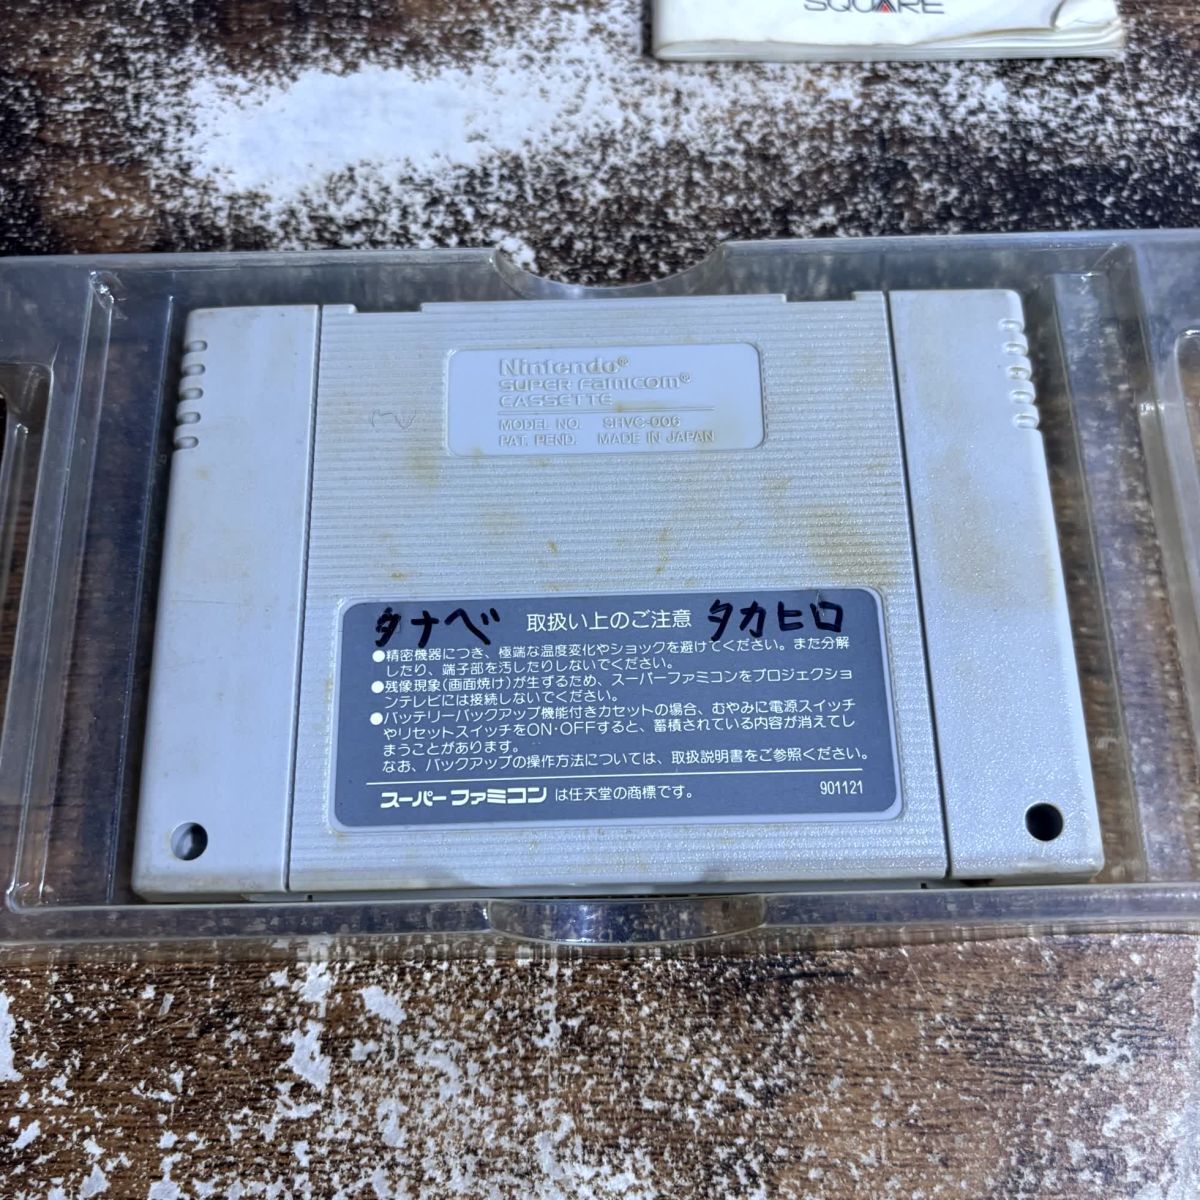 SQUARE
Nintendo®
SUPER FAMICOM®
CASSETTE
MODEL NO. SHVC-006
PAT. PEND. MADE IN JAPAN
タナベ 取扱い上のご注意 タカヒロ
●精密機器につき、極端な温度変化やショックを避けてください。また分解
したり、端子部を汚したりしないでください。
●残像現象(画面焼け)が生ずるため、スーパーファミコンをプロジェクショ
ンテレビには接続しないでください。
●バッテリーバックアップ機能付きカセットの場合、むやみに電源スイッチ
やリセットスイッチをON・OFFすると、蓄積されている内容が消えてし
まうことがあります。
なお、バックアップの操作方法については、取扱説明書をご参照ください。
スーパーファミコン は任天堂の商標です。 901121